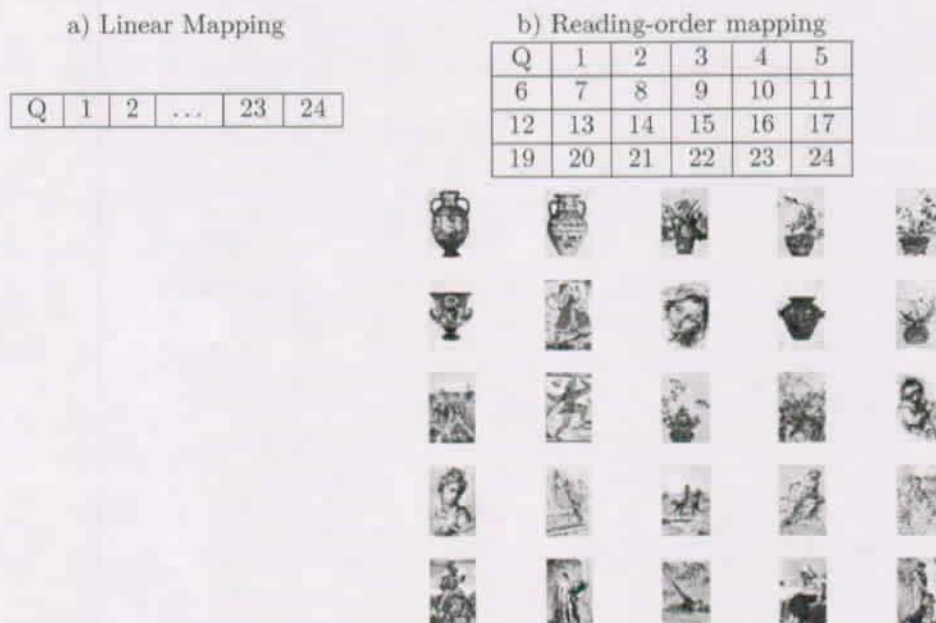 a) Linear Mapping
Q 1 2 ... 23 24
b) Reading-order mapping
Q 1 2 3 4 5
6 7 8 9 10 11
12 13 14 15 16 17
19 20 21 22 23 24